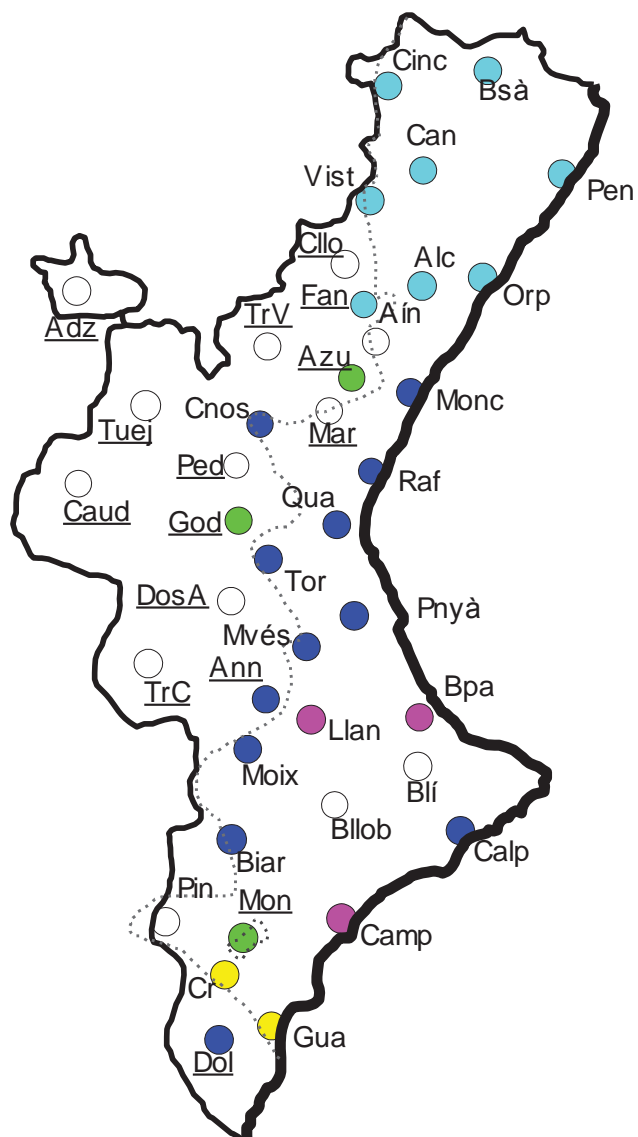 Cinc
Bsà
Can
Pen
Vist
Cllo
Alc
Orp
Fan
Adz
TrV
Aín
Azu
Monc
Cnos
Mar
Tuej
Ped
Raf
Caud
Qua
God
Tor
DosA
Pnyà
Mvés
Ann
TrC
Bpa
Llan
Moix
Blí
Bllob
Calp
Biar
Pin
Mon
Camp
Cr
Gua
Dol